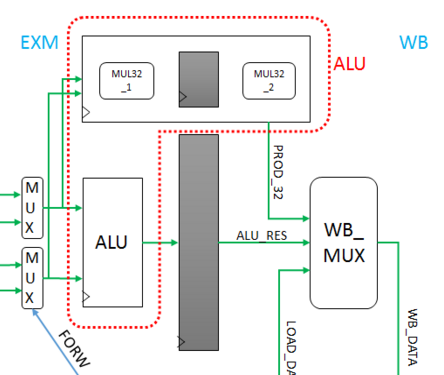 EXM
WB
MUL32
_1
MUL32
_2
ALU
PROD_32
M
U
X
ALU
ALU_RES
WB_
MUX
M
U
X
FORW
LOAD_DA
WB_DATA